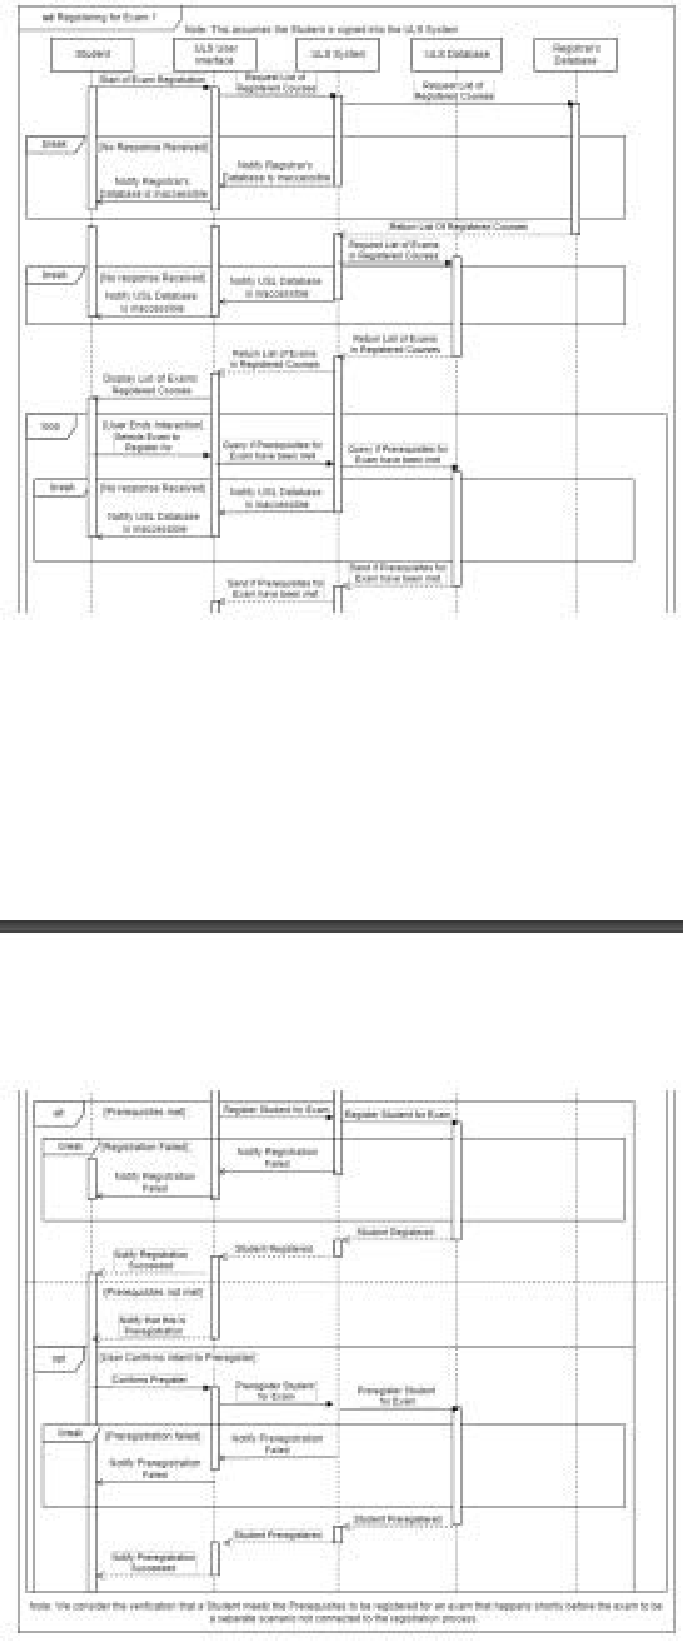 sd Registering for Exam /
Note: This assumes the Student is signed into the ULS System
Student
ULS User
Interface
ULS System
ULS Database
Registrar's
Database
Start of Exam Registration
Request List of
Registered Courses
Request List of
Registered Courses
break
[No Response Received]
Notify Registrar's
Database is inaccessible
Notify Registrar's
Database is inaccessible
Return List Of Registered Courses
Request List of Exams
in Registered Courses
break
[No response Received]
Notify USL Database
is inaccessible
Notify USL Database
is inaccessible
Return List of Exams
in Registered Courses
Return List of Exams
in Registered Courses
Display List of Exams
Registered Courses
loop
[User Ends Interaction]
Selects Exam to
Register for
Query if Prerequisites for
Exam have been met
Query if Prerequisites for
Exam have been met
break
[No response Received]
Notify USL Database
is inaccessible
Notify USL Database
is inaccessible
Send if Prerequisites for
Exam have been met
Send if Prerequisites for
Exam have been met
alt
[Prerequisites met]
Register Student for Exam
Register Student for Exam
break
[Registration Failed]
Notify Registration
Failed
Notify Registration
Failed
Student Registered
Student Registered
Notify Registration
Succeeded
[Prerequisites not met]
Notify that this is
Preregistration
opt
[User Confirms Intent to Preregister]
Confirms Preregister
Preregister Student
for Exam
Preregister Student
for Exam
break
[Preregistration failed]
Notify Preregistration
Failed
Notify Preregistration
Failed
Student Preregistered
Student Preregistered
Notify Preregistration
Succeeded
Note: We consider the verification that a Student meets the Prerequisites to be registered for an exam that happens shortly before the exam to be
a separate scenario not connected to the registration process.